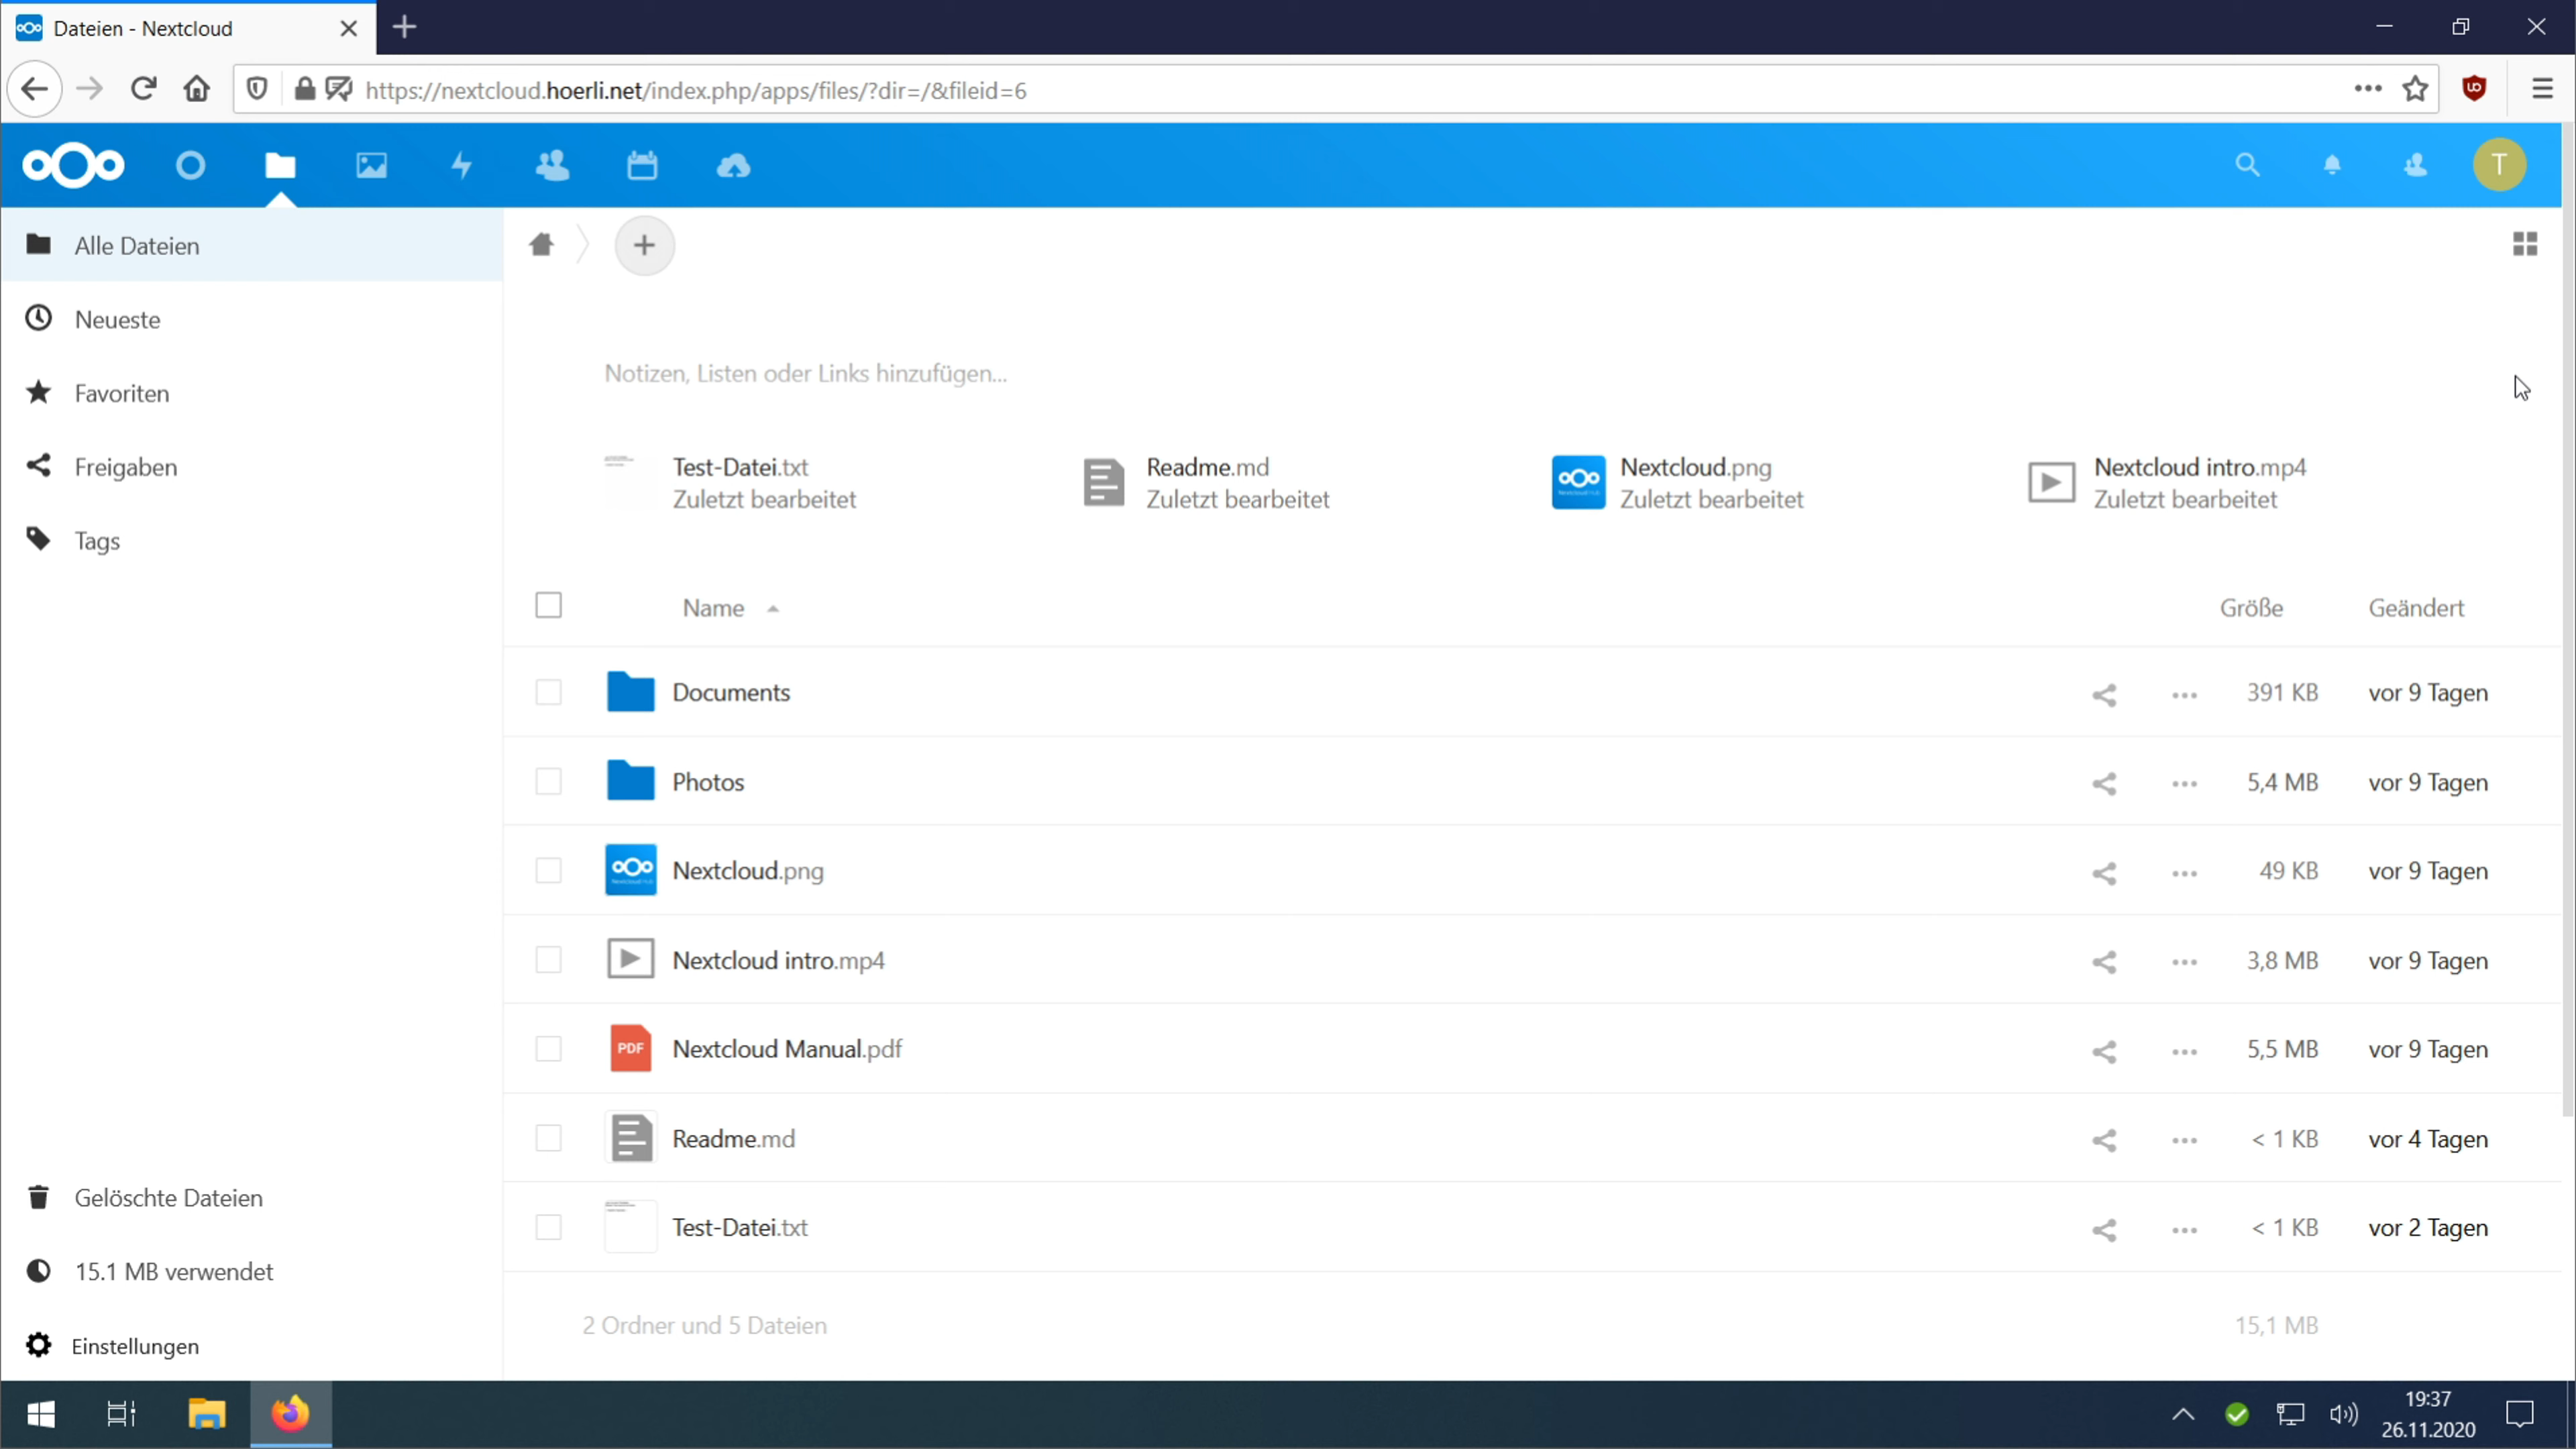 Dateien - Nextcloud
https://nextcloud.hoerli.net/index.php/apps/files/?dir=/&fileid=6
T
Alle Dateien
Neueste
Favoriten
Freigaben
Tags
Notizen, Listen oder Links hinzufügen...
Test-Datei.txt
Zuletzt bearbeitet
Readme.md
Zuletzt bearbeitet
Nextcloud.png
Zuletzt bearbeitet
Nextcloud intro.mp4
Zuletzt bearbeitet
Name Größe Geändert
Documents 391 KB vor 9 Tagen
Photos 5,4 MB vor 9 Tagen
Nextcloud.png 49 KB vor 9 Tagen
Nextcloud intro.mp4 3,8 MB vor 9 Tagen
PDF Nextcloud Manual.pdf 5,5 MB vor 9 Tagen
Readme.md < 1 KB vor 4 Tagen
Test-Datei.txt < 1 KB vor 2 Tagen
2 Ordner und 5 Dateien 15,1 MB
Gelöschte Dateien
15.1 MB verwendet
Einstellungen
19:37
26.11.2020